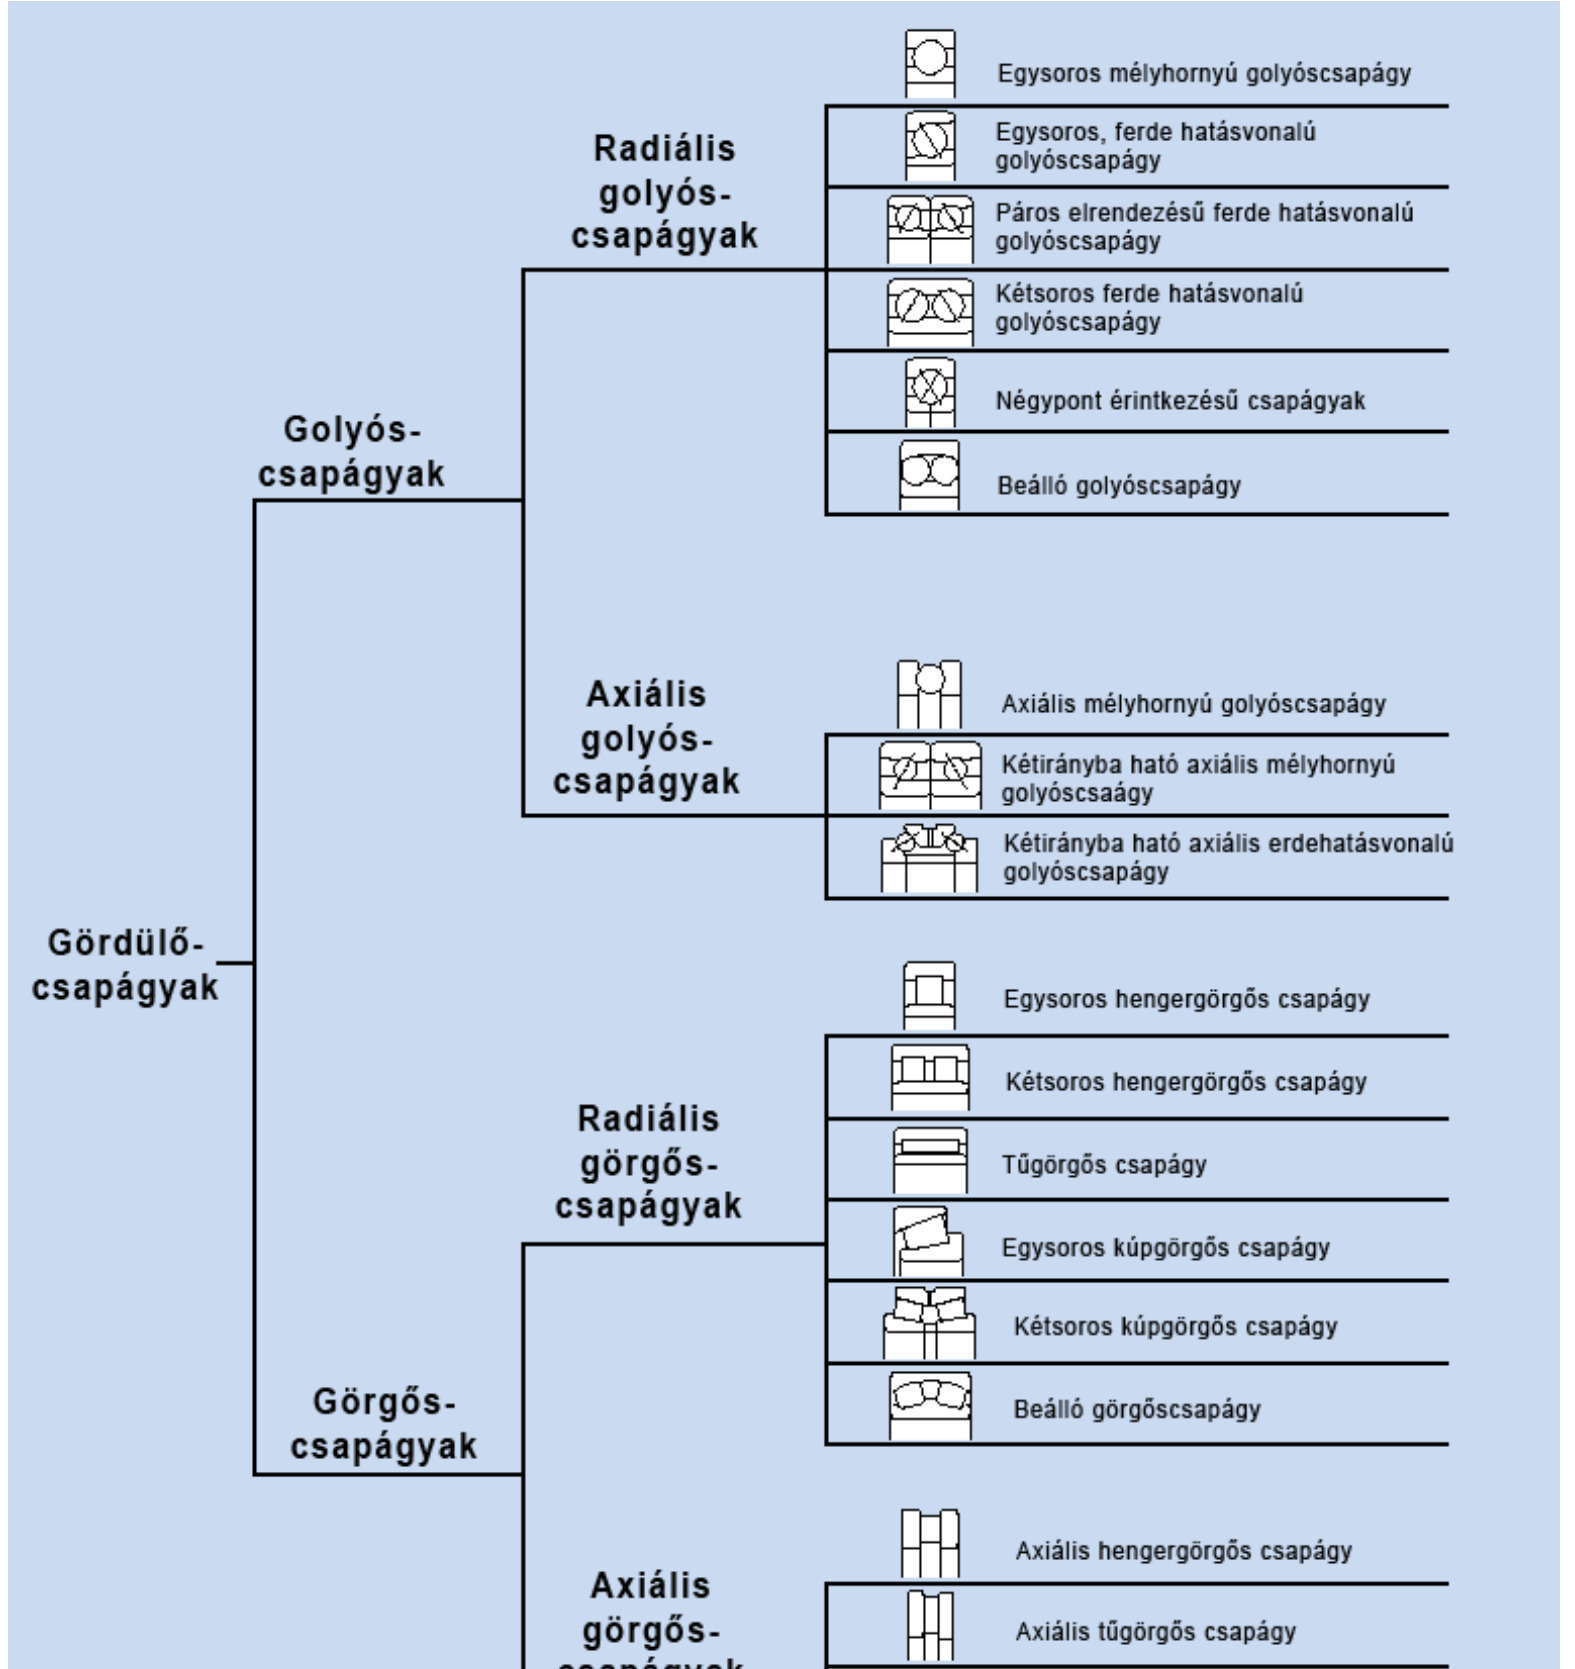 Gördülő-
csapágyak
Golyós-
csapágyak
Radiális
golyós-
csapágyak
Egysoros mélyhornyú golyóscsapágy
Egysoros, ferde hatásvonalú
golyóscsapágy
Páros elrendezésű ferde hatásvonalú
golyóscsapágy
Kétsoros ferde hatásvonalú
golyóscsapágy
Négypont érintkezésű csapágyak
Beálló golyóscsapágy
Axiális
golyós-
csapágyak
Axiális mélyhornyú golyóscsapágy
Kétirányba ható axiális mélyhornyú
golyóscsaágy
Kétirányba ható axiális erdehatásvonalú
golyóscsapágy
Görgős-
csapágyak
Radiális
görgős-
csapágyak
Egysoros hengergörgős csapágy
Kétsoros hengergörgős csapágy
Tűgörgős csapágy
Egysoros kúpgörgős csapágy
Kétsoros kúpgörgős csapágy
Beálló görgőscsapágy
Axiális
görgős-
csapágyak
Axiális hengergörgős csapágy
Axiális tűgörgős csapágy